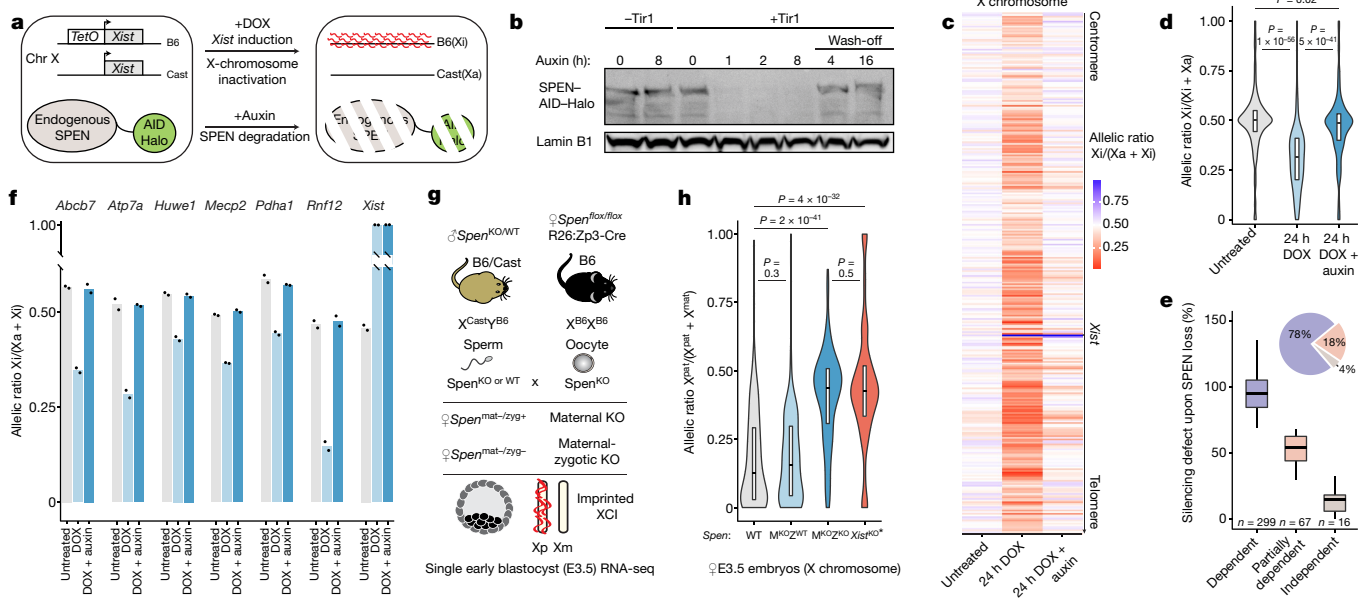 a
TetO
Xist
B6
Chr X
Xist
Cast
Endogenous
SPEN
AID
Halo
+DOX
Xist induction
X-chromosome
inactivation
+Auxin
SPEN degradation
B6(Xi)
Cast(Xa)
b
–Tir1
+Tir1
Wash-off
Auxin (h):
0 8 0 1 2 8 4 16
SPEN–
AID–Halo
Lamin B1
c
X chromosome
Centromere
Xist
Telomere
Allelic ratio
Xi/(Xa + Xi)
0.75
0.50
0.25
Untreated
24 h DOX
24 h DOX +
auxin
d
P = 0.02
P =
1 × 10–56
P =
5 × 10–41
Allelic ratio Xi/(Xi + Xa)
1.00
0.75
0.50
0.25
0
Untreated
24 h
DOX
24 h
DOX +
auxin
e
Silencing defect upon SPEN loss (%)
150
100
50
0
78%
18%
4%
n = 299
n = 67
n = 16
Dependent
Partially
dependent
Independent
f
Abcb7 Atp7a Huwe1 Mecp2 Pdha1 Rnf12 Xist
Allelic ratio Xi/(Xa + Xi)
1.00
0.50
0.25
0
Untreated
DOX
DOX + auxin
Untreated
DOX
DOX + auxin
Untreated
DOX
DOX + auxin
Untreated
DOX
DOX + auxin
Untreated
DOX
DOX + auxin
Untreated
DOX
DOX + auxin
Untreated
DOX
DOX + auxin
g
♂SpenKO/WT
♀Spenflox/flox
R26:Zp3-Cre
B6/Cast
B6
XCastYB6
XB6XB6
Sperm
Oocyte
SpenKO or WT x SpenKO
♀Spenmat–/zyg+ Maternal KO
♀Spenmat–/zyg– Maternal-
zygotic KO
Imprinted
XCI
Xp Xm
Single early blastocyst (E3.5) RNA-seq
h
P = 4 × 10–32
P = 2 × 10–41
P =
0.3
P =
0.5
Allelic ratio Xpat/(Xpat + Xmat)
1.00
0.75
0.50
0.25
0
Spen: WT MKOZWT MKOZKO XistKO*
♀E3.5 embryos (X chromosome)